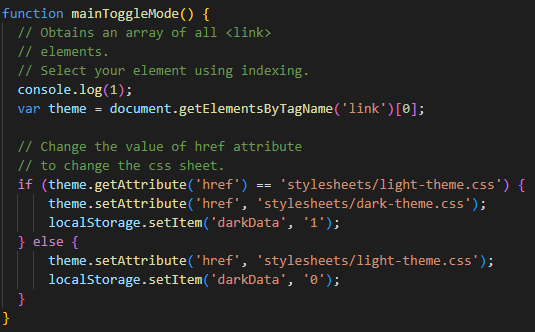 function mainToggleMode() {
// Obtains an array of all <link>
// elements.
// Select your element using indexing.
console.log(1);
var theme = document.getElementsByTagName('link')[0];
// Change the value of href attribute
// to change the css sheet.
if (theme.getAttribute('href') == 'stylesheets/light-theme.css') {
theme.setAttribute('href', 'stylesheets/dark-theme.css');
localStorage.setItem('darkData', '1');
} else {
theme.setAttribute('href', 'stylesheets/light-theme.css');
localStorage.setItem('darkData', '0');
}
}